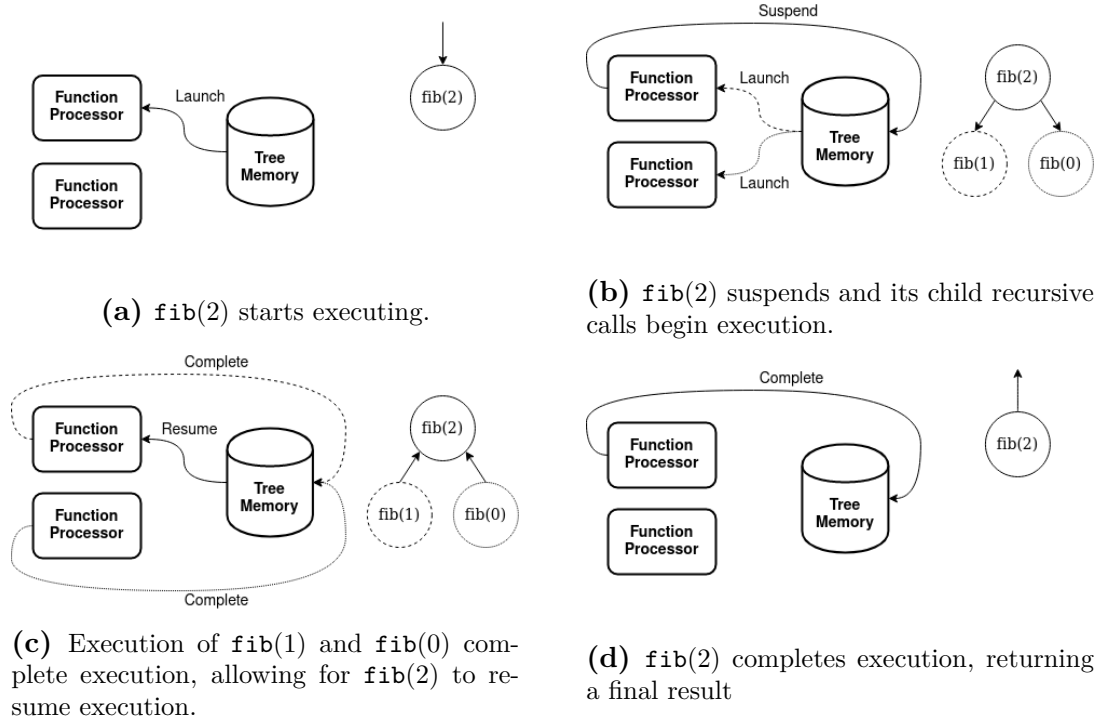 Launch
Function
Processor
Function
Processor
Tree
Memory
fib(2)
(a) fib(2) starts executing.
Suspend
Function
Processor
Launch
Function
Processor
Launch
Tree
Memory
fib(2)
fib(1)
fib(0)
(b) fib(2) suspends and its child recursive
calls begin execution.
Complete
Function
Processor
Resume
Function
Processor
Tree
Memory
Complete
fib(2)
fib(1)
fib(0)
(c) Execution of fib(1) and fib(0) com-
plete execution, allowing for fib(2) to re-
sume execution.
Complete
Function
Processor
Function
Processor
Tree
Memory
fib(2)
(d) fib(2) completes execution, returning
a final result